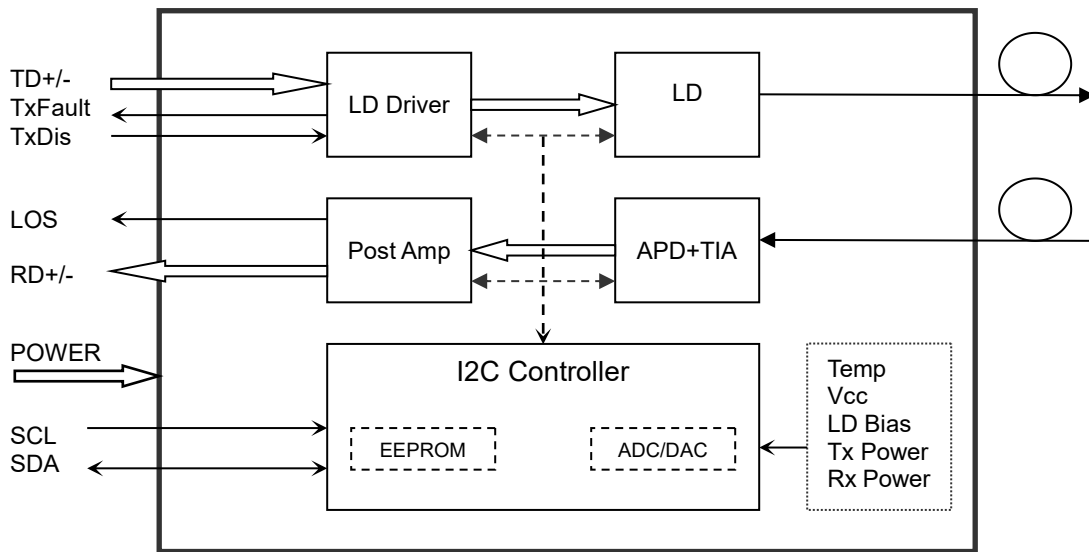 TD+/-
TxFault
TxDis
LD Driver
LD
LOS
RD+/-
Post Amp
APD+TIA
POWER
SCL
SDA
I2C Controller
EEPROM
ADC/DAC
Temp
Vcc
LD Bias
Tx Power
Rx Power